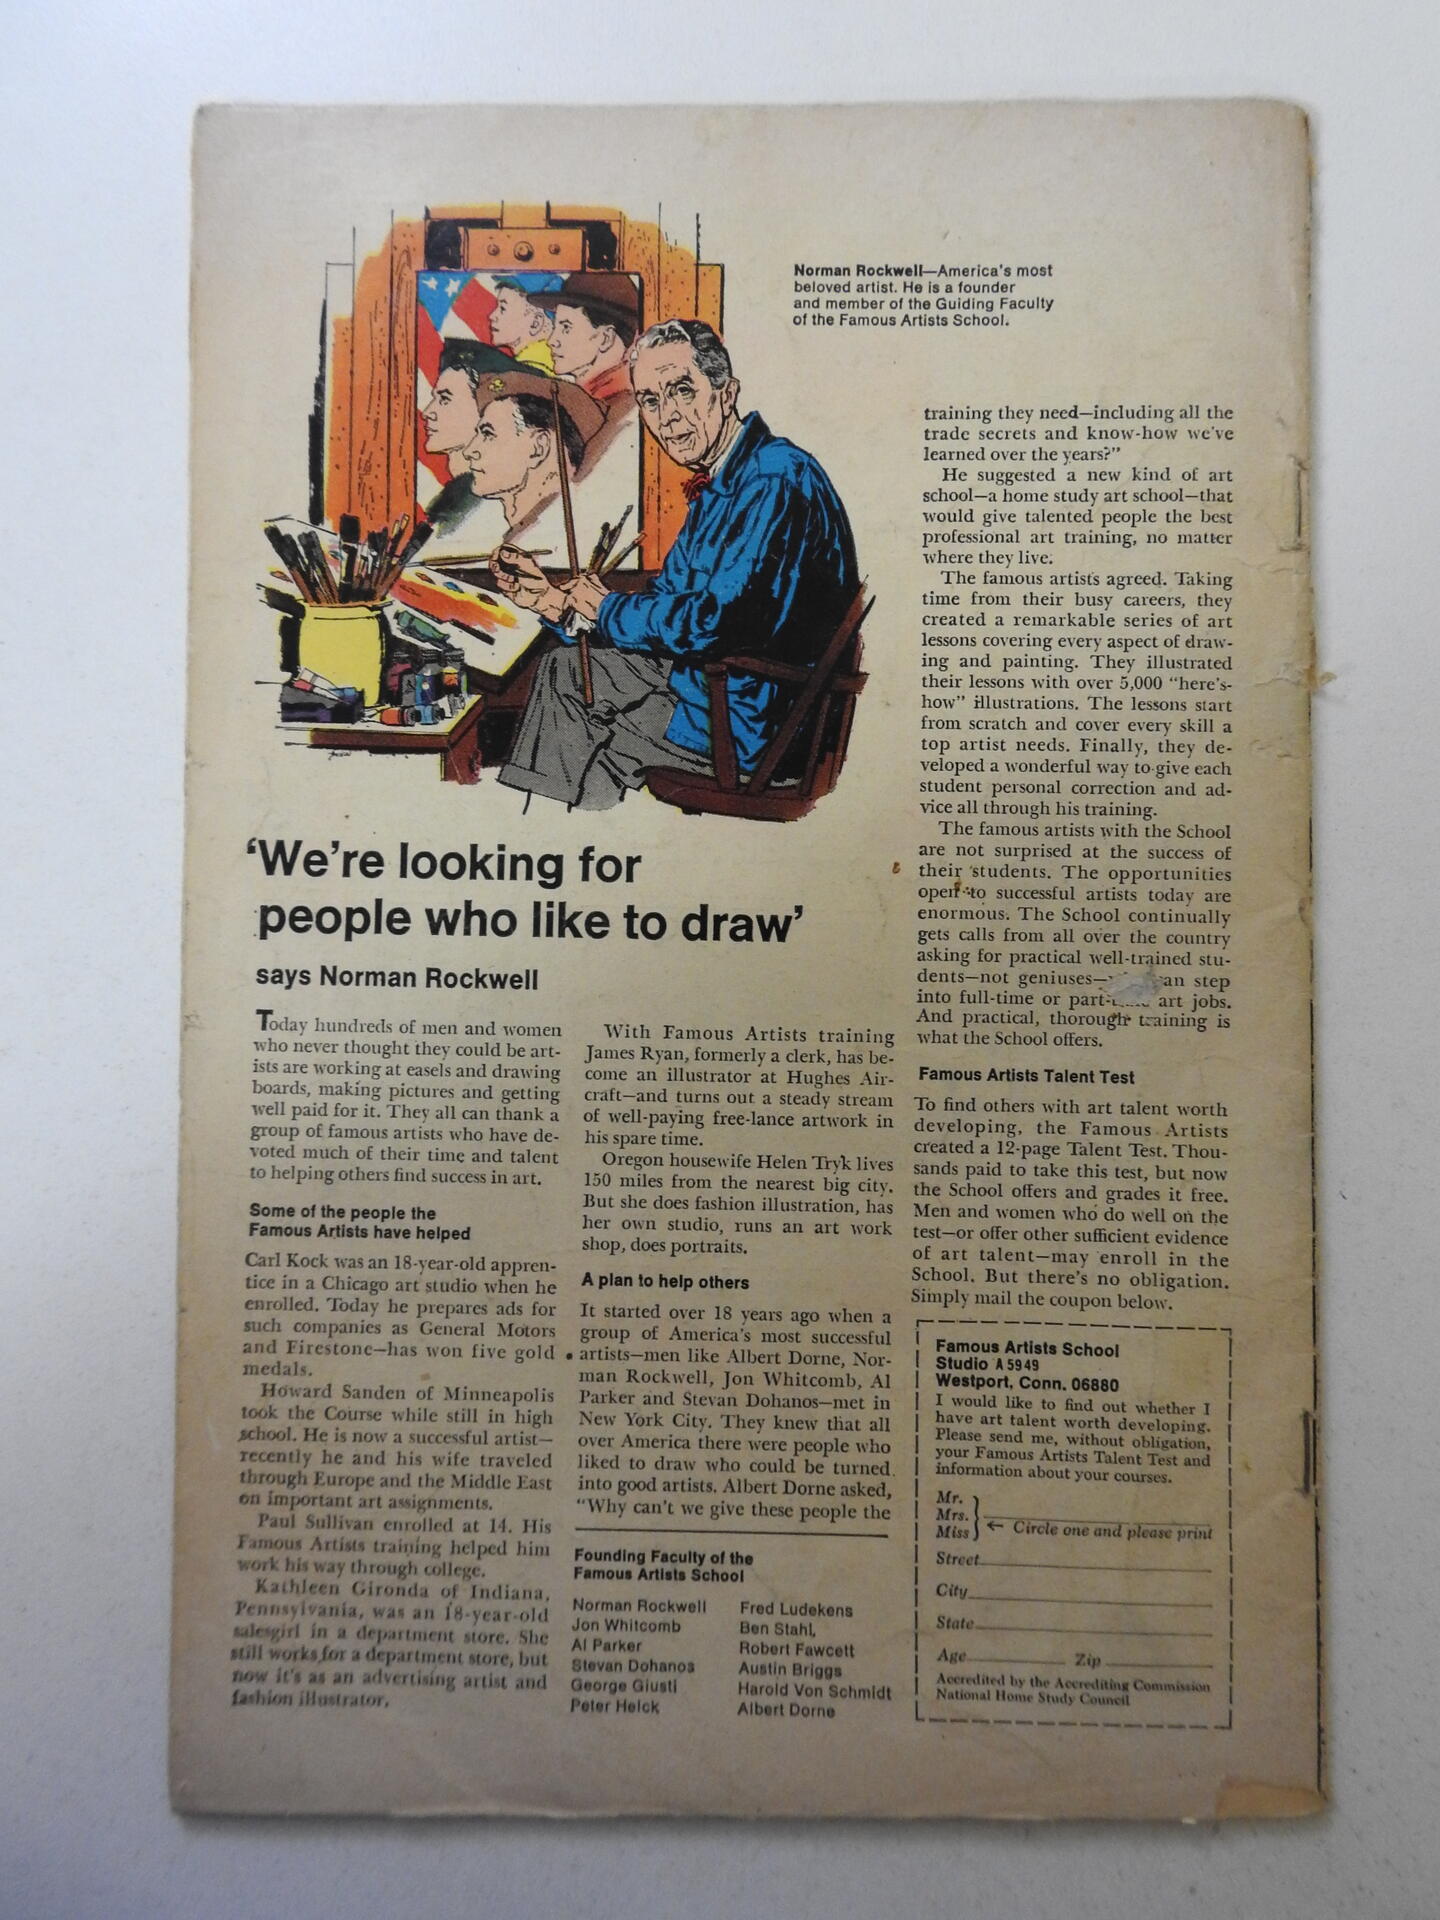 Norman Rockwell—America's most
beloved artist. He is a founder
and member of the Guiding Faculty
of the Famous Artists School.
'We're looking for
people who like to draw'
says Norman Rockwell
Today hundreds of men and women
who never thought they could be art-
ists are working at easels and drawing
boards, making pictures and getting
well paid for it. They all can thank a
group of famous artists who have de-
voted much of their time and talent
to helping others find success in art.
Some of the people the
Famous Artists have helped
Carl Kock was an 18-year-old appren-
tice in a Chicago art studio when he
enrolled. Today he prepares ads for
such companies as General Motors
and Firestone—has won five gold
medals.
Howard Sanden of Minneapolis
took the Course while still in high
school. He is now a successful artist—
recently he and his wife traveled
through Europe and the Middle East
on important art assignments.
Paul Sullivan enrolled at 14. His
Famous Artists training helped him
work his way through college.
Kathleen Gironda of Indiana,
Pennsylvania, was an 18-year-old
salesgirl in a department store. She
still works for a department store, but
now it's as an advertising artist and
fashion illustrator.
With Famous Artists training
James Ryan, formerly a clerk, has be-
come an illustrator at Hughes Air-
craft—and turns out a steady stream
of well-paying free-lance artwork in
his spare time.
Oregon housewife Helen Tryk lives
150 miles from the nearest big city.
But she does fashion illustration, has
her own studio, runs an art work
shop, does portraits.
A plan to help others
It started over 18 years ago when a
group of America's most successful
artists—men like Albert Dorne, Nor-
man Rockwell, Jon Whitcomb, Al
Parker and Stevan Dohanos—met in
New York City. They knew that all
over America there were people who
liked to draw who could be turned
into good artists. Albert Dorne asked,
"Why can't we give these people the
Founding Faculty of the
Famous Artists School
Norman Rockwell
Jon Whitcomb
Al Parker
Stevan Dohanos
George Giusti
Peter Helck
Fred Ludekens
Ben Stahl,
Robert Fawcett
Austin Briggs
Harold Von Schmidt
Albert Dorne
training they need—including all the
trade secrets and know-how we've
learned over the years?"
He suggested a new kind of art
school—a home study art school—that
would give talented people the best
professional art training, no matter
where they live.
The famous artists agreed. Taking
time from their busy careers, they
created a remarkable series of art
lessons covering every aspect of draw-
ing and painting. They illustrated
their lessons with over 5,000 "here's-
how" illustrations. The lessons start
from scratch and cover every skill a
top artist needs. Finally, they de-
veloped a wonderful way to give each
student personal correction and ad-
vice all through his training.
The famous artists with the School
are not surprised at the success of
their students. The opportunities
open to successful artists today are
enormous. The School continually
gets calls from all over the country
asking for practical well-trained stu-
dents—not geniuses— step
into full-time or art jobs.
And practical, thorough training is
what the School offers.
Famous Artists Talent Test
To find others with art talent worth
developing, the Famous Artists
created a 12-page Talent Test. Thou-
sands paid to take this test, but now
the School offers and grades it free.
Men and women who do well on the
test—or offer other sufficient evidence
of art talent—may enroll in the
School. But there's no obligation.
Simply mail the coupon below.
Famous Artists School
Studio A5949
Westport, Conn. 06880
I would like to find out whether I
have art talent worth developing.
Please send me, without obligation,
your Famous Artists Talent Test and
information about your courses.
Mr.
Mrs.
Miss ← Circle one and please print
Street
City
State
Age Zip
Accredited by the Accrediting Commission
National Home Study Council